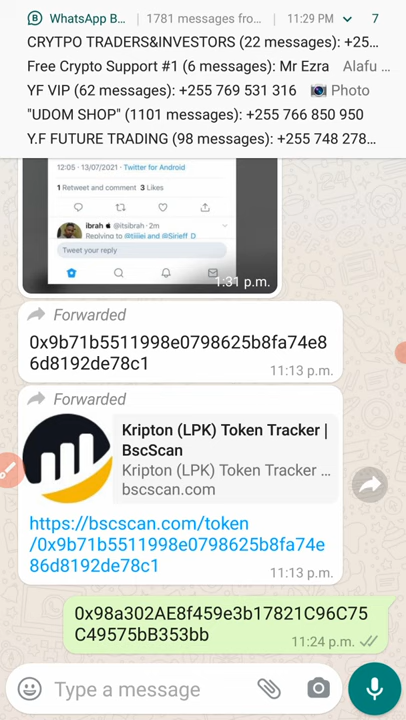 WhatsApp B... 1781 messages fro... 11:29 PM 7
CRYTPO TRADERS&INVESTORS (22 messages): +25...
Free Crypto Support #1 (6 messages): Mr Ezra Alafu ...
YF VIP (62 messages): +255 769 531 316 📷 Photo
"UDOM SHOP" (1101 messages): +255 766 850 950
Y.F FUTURE TRADING (98 messages): +255 748 278...
12:05 · 13/07/2021 · Twitter for Android
1 Retweet and comment 3 Likes
ibrah @itsibrah · 2m
Replying to @tijiei and @Sirieff_D
Tweet your reply
1:31 p.m.
Forwarded
0x9b71b5511998e0798625b8fa74e8
6d8192de78c1
11:13 p.m.
Forwarded
Kripton (LPK) Token Tracker |
BscScan
Kripton (LPK) Token Tracker ...
bscscan.com
https://bscscan.com/token
/0x9b71b5511998e0798625b8fa74e
86d8192de78c1
11:13 p.m.
0x98a302AE8f459e3b17821C96C75
C49575bB353bb
11:24 p.m.
Type a message